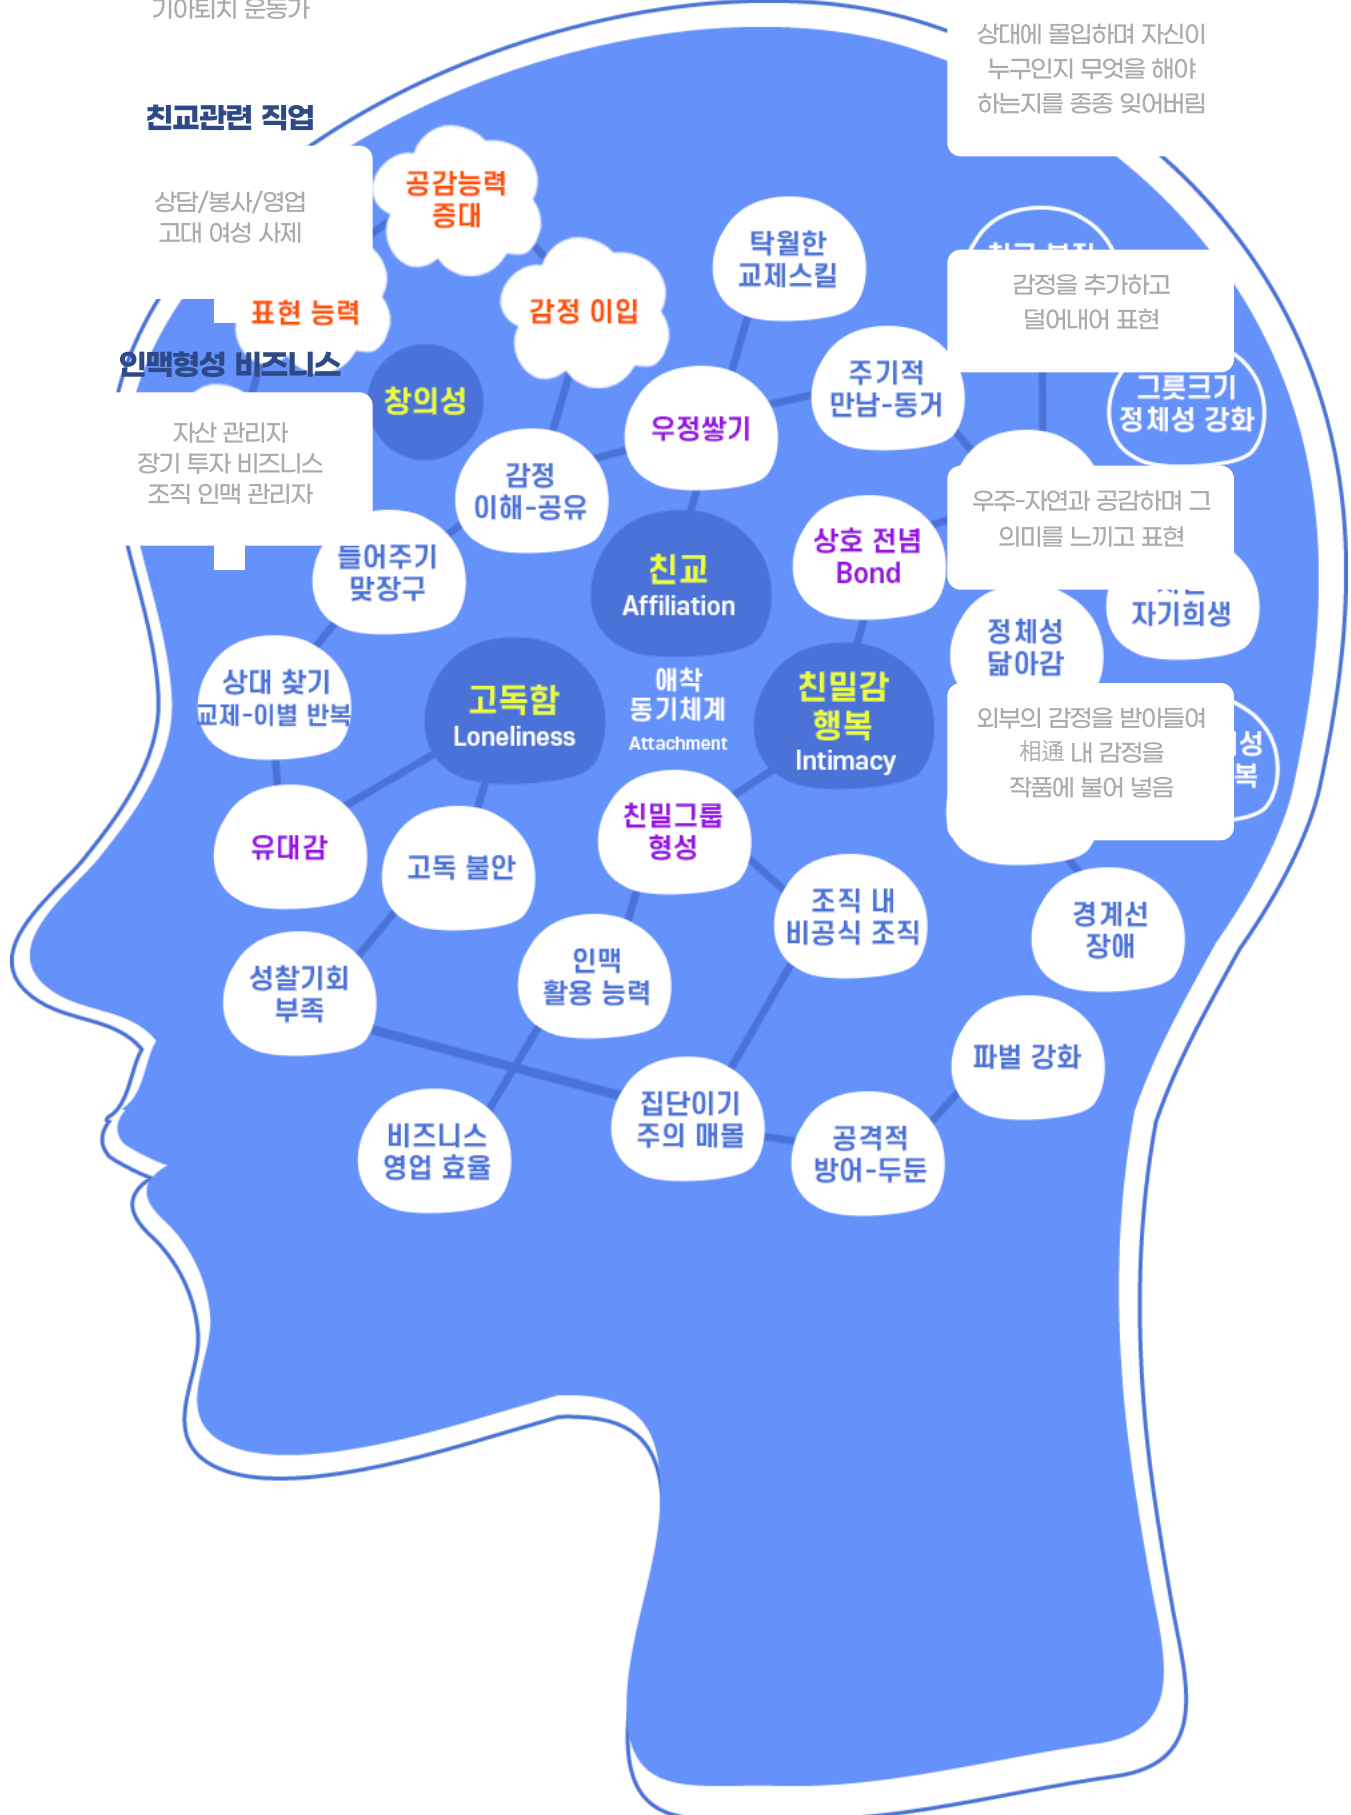 기아퇴치 운동가
상대에 몰입하며 자신이
누구인지 무엇을 해야
하는지를 종종 잊어버림
친교관련 직업
상담/봉사/영업
고대 여성 사제
공감능력
증대
탁월한
교제스킬
감정을 추가하고
덜어내어 표현
표현 능력
감정 이입
인맥형성 비즈니스
창의성
주기적
만남-동거
그릇크기
정체성 강화
자산 관리자
장기 투자 비즈니스
조직 인맥 관리자
우정쌓기
감정
이해-공유
우주-자연과 공감하며 그
의미를 느끼고 표현
들어주기
맞장구
친교
Affiliation
상호 전념
Bond
자기희생
정체성
닮아감
상대 찾기
교제-이별 반복
고독함
Loneliness
애착
동기체계
Attachment
친밀감
행복
Intimacy
외부의 감정을 받아들여
相通 내 감정을
작품에 불어 넣음
성
복
유대감
고독 불안
친밀그룹
형성
조직 내
비공식 조직
경계선
장애
성찰기회
부족
인맥
활용 능력
파벌 강화
비즈니스
영업 효율
집단이기
주의 매몰
공격적
방어-두둔